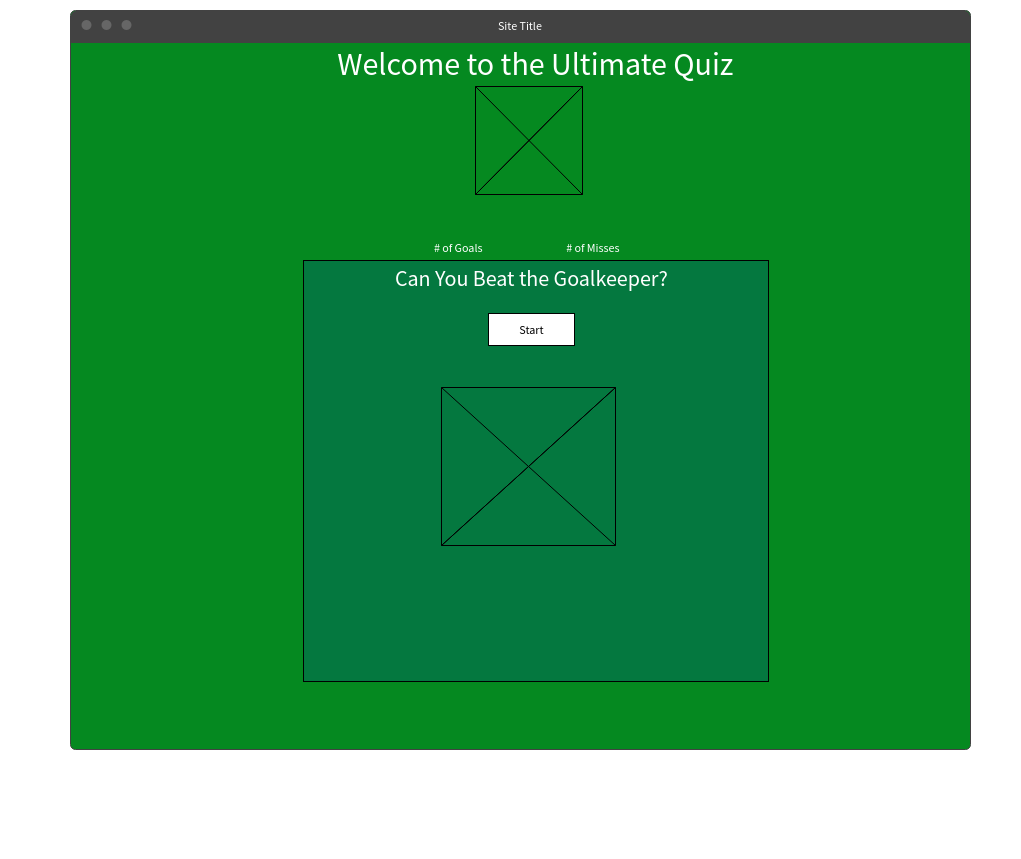 Site Title
Welcome to the Ultimate Quiz
# of Goals # of Misses
Can You Beat the Goalkeeper?
Start